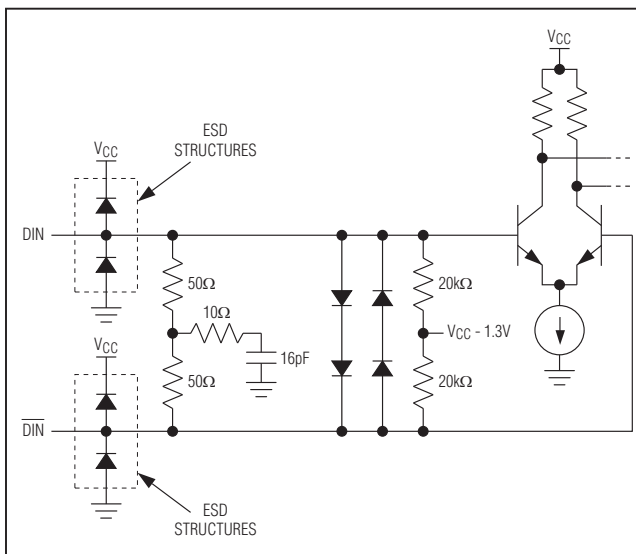 VCC
ESD
STRUCTURES
VCC
DIN
50Ω
20kΩ
10Ω
VCC - 1.3V
16pF
VCC
50Ω
20kΩ
DIN
ESD
STRUCTURES